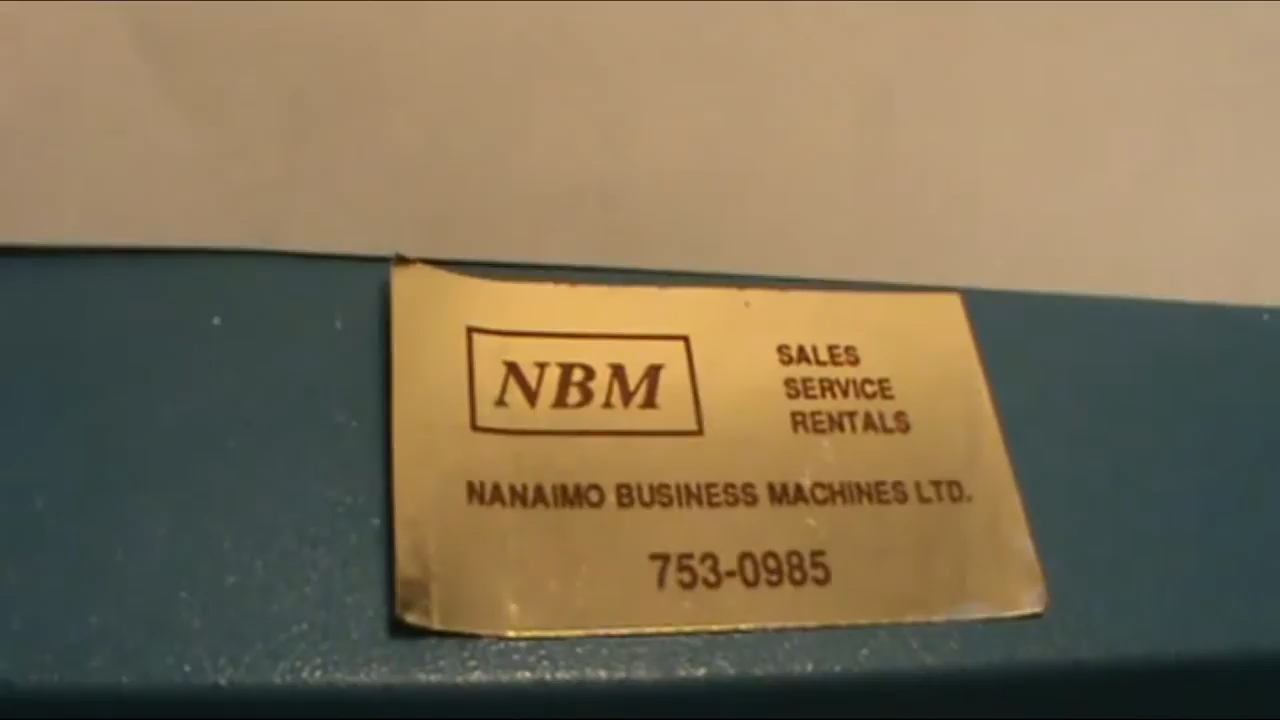 NBM
SALES
SERVICE
RENTALS
NANAIMO BUSINESS MACHINES LTD.
753-0985